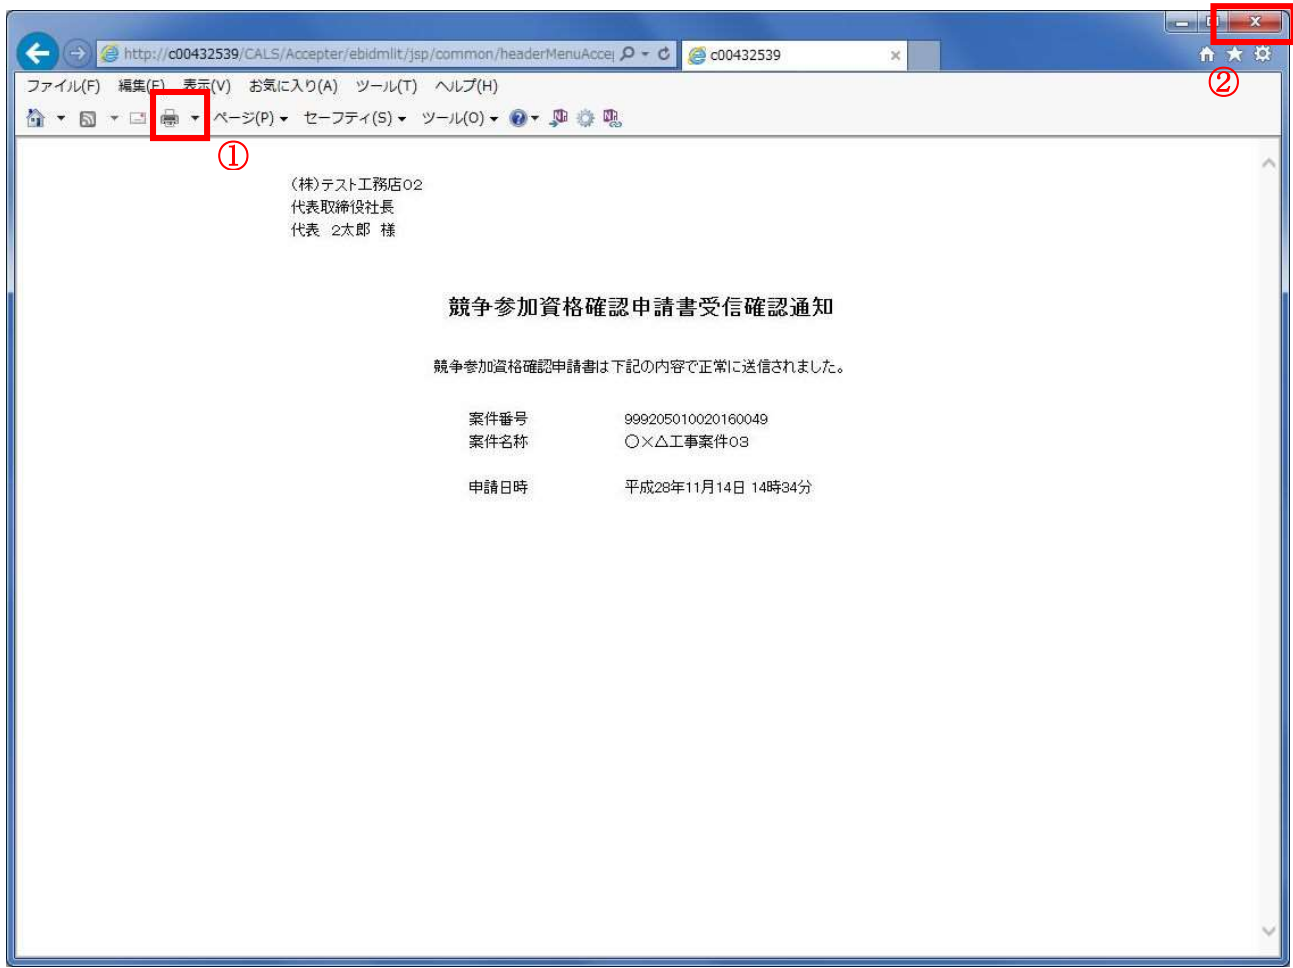 http://c00432539/CALS/Accepter/ebidmlit/jsp/common/headerMenuAccep
c00432539
ファイル(F) 編集(E) 表示(V) お気に入り(A) ツール(T) ヘルプ(H)
②
ページ(P) セーフティ(S) ツール(O)
①
(株)テスト工務店02
代表取締役社長
代表 2太郎 様
競争参加資格確認申請書受信確認通知
競争参加資格確認申請書は下記の内容で正常に送信されました。
案件番号 999205010020160049
案件名称 ○×△工事案件03
申請日時 平成28年11月14日 14時34分